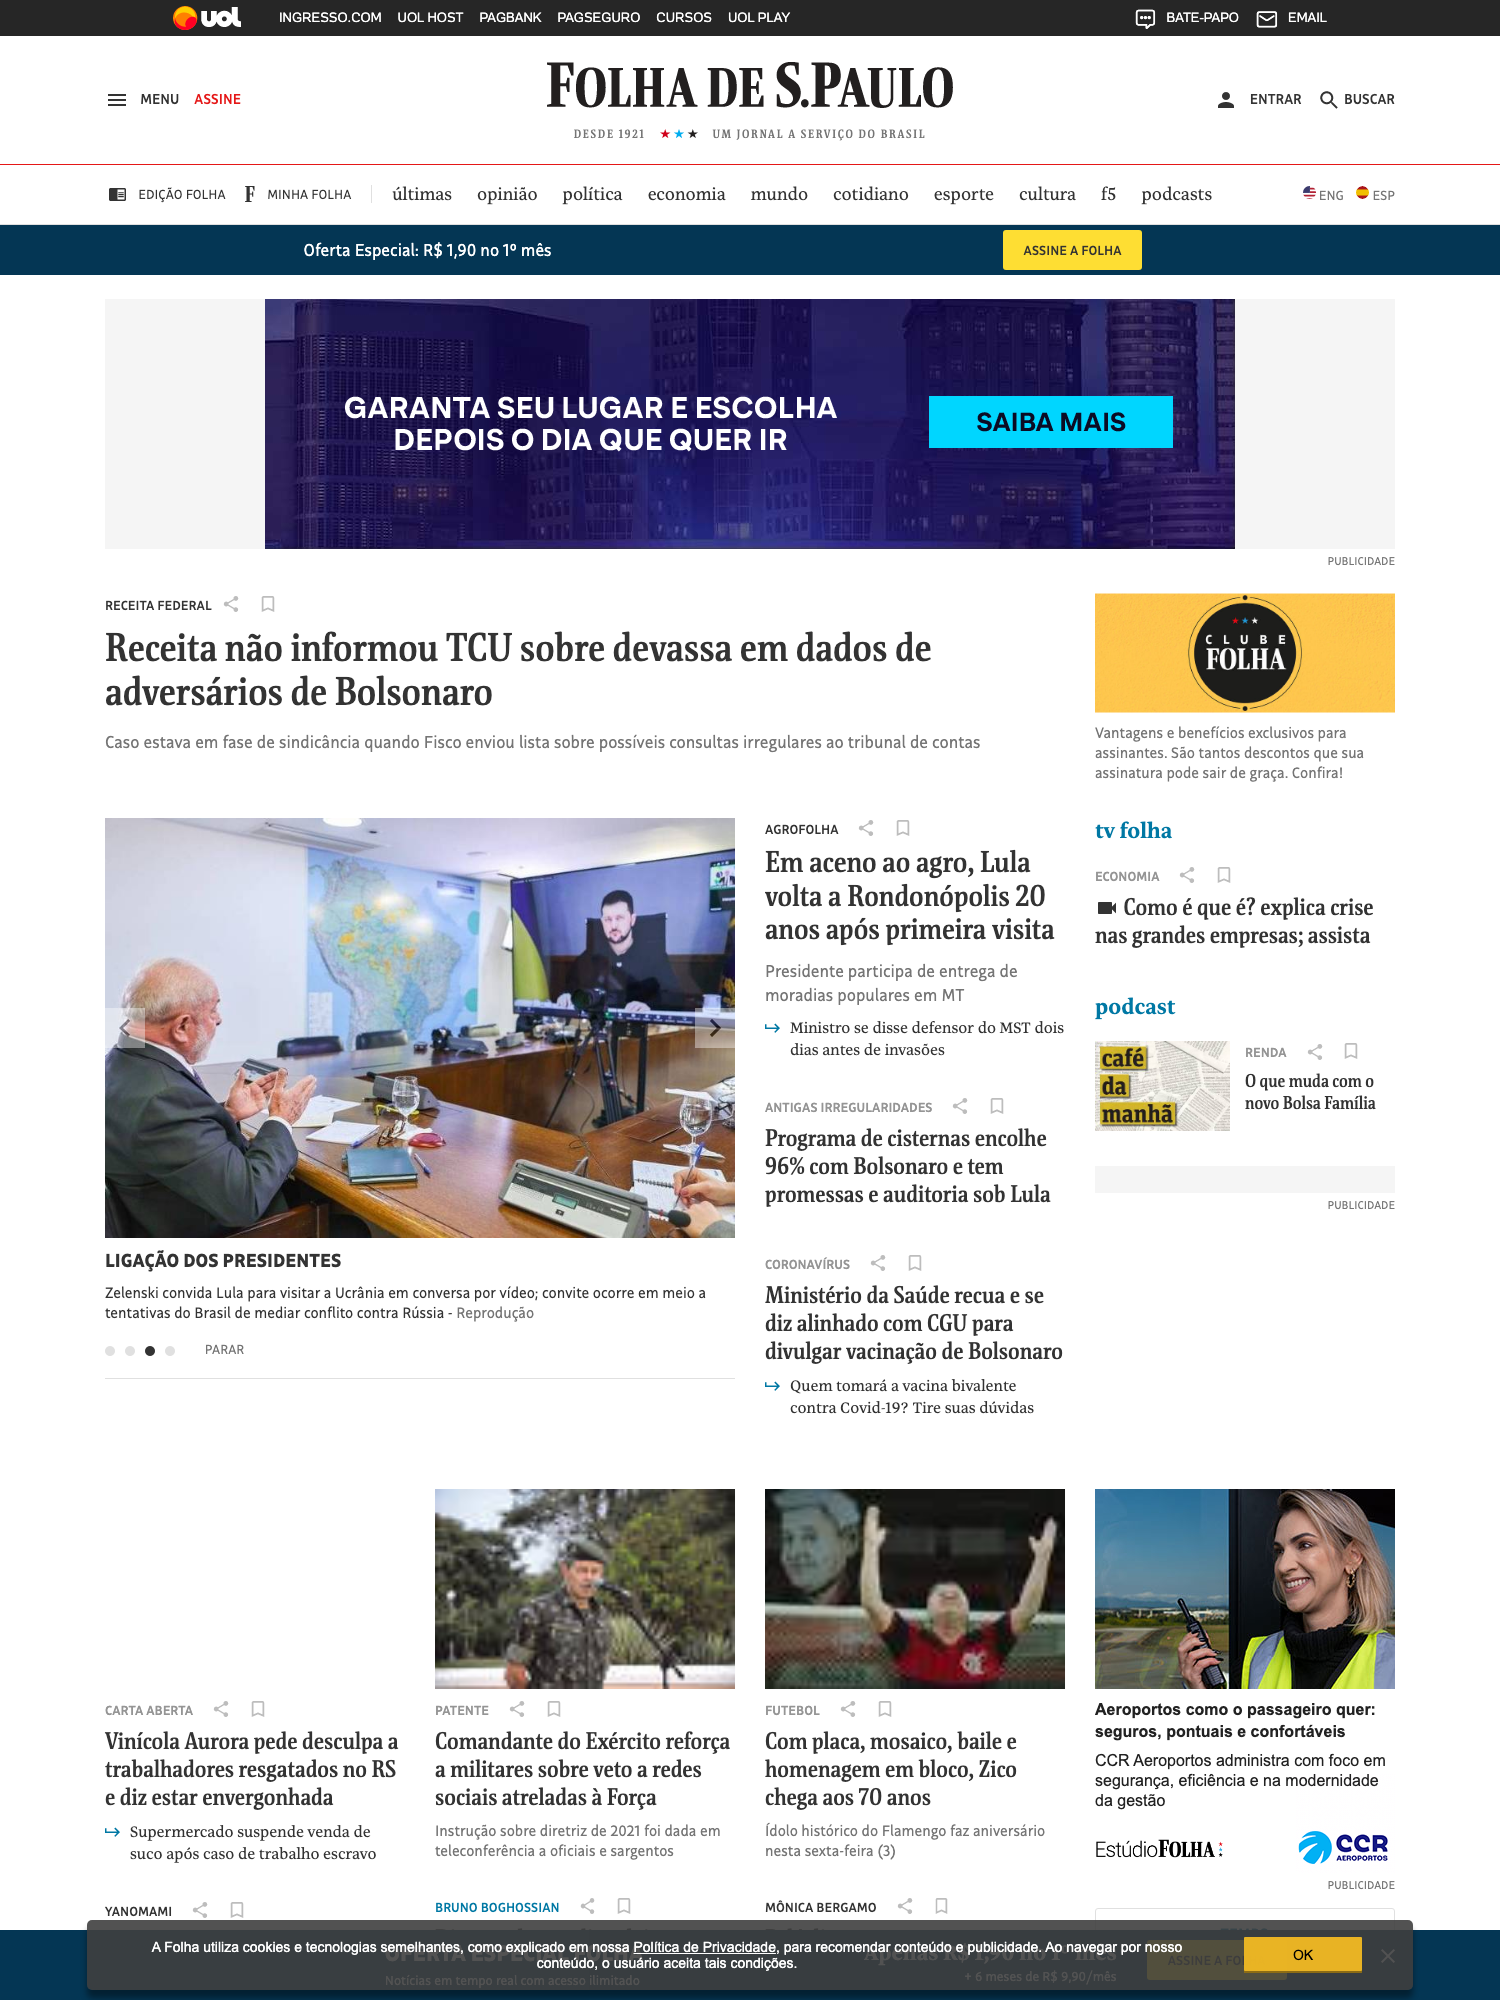 uol
INGRESSO.COM UOL HOST PAGBANK PAGSEGURO CURSOS UOL PLAY
BATE-PAPO EMAIL
MENU ASSINE
FOLHA DE S.PAULO
DESDE 1921 ★★★ UM JORNAL A SERVIÇO DO BRASIL
ENTRAR BUSCAR
EDIÇÃO FOLHA F MINHA FOLHA
últimas opinião política economia mundo cotidiano esporte cultura f5 podcasts
ENG ESP
Oferta Especial: R$ 1,90 no 1º mês
ASSINE A FOLHA
GARANTA SEU LUGAR E ESCOLHA
DEPOIS O DIA QUE QUER IR
SAIBA MAIS
PUBLICIDADE
RECEITA FEDERAL
Receita não informou TCU sobre devassa em dados de
adversários de Bolsonaro
Caso estava em fase de sindicância quando Fisco enviou lista sobre possíveis consultas irregulares ao tribunal de contas
CLUBE
FOLHA
Vantagens e benefícios exclusivos para
assinantes. São tantos descontos que sua
assinatura pode sair de graça. Confira!
LIGAÇÃO DOS PRESIDENTES
Zelenski convida Lula para visitar a Ucrânia em conversa por vídeo; convite ocorre em meio a
tentativas do Brasil de mediar conflito contra Rússia - Reprodução
PARAR
AGROFOLHA
Em aceno ao agro, Lula
volta a Rondonópolis 20
anos após primeira visita
Presidente participa de entrega de
moradias populares em MT
Ministro se disse defensor do MST dois
dias antes de invasões
ANTIGAS IRREGULARIDADES
Programa de cisternas encolhe
96% com Bolsonaro e tem
promessas e auditoria sob Lula
CORONAVÍRUS
Ministério da Saúde recua e se
diz alinhado com CGU para
divulgar vacinação de Bolsonaro
Quem tomará a vacina bivalente
contra Covid-19? Tire suas dúvidas
tv folha
ECONOMIA
Como é que é? explica crise
nas grandes empresas; assista
podcast
café
da
manhã
RENDA
O que muda com o
novo Bolsa Família
PUBLICIDADE
CARTA ABERTA
Vinícola Aurora pede desculpa a
trabalhadores resgatados no RS
e diz estar envergonhada
Supermercado suspende venda de
suco após caso de trabalho escravo
PATENTE
Comandante do Exército reforça
a militares sobre veto a redes
sociais atreladas à Força
Instrução sobre diretriz de 2021 foi dada em
teleconferência a oficiais e sargentos
FUTEBOL
Com placa, mosaico, baile e
homenagem em bloco, Zico
chega aos 70 anos
Ídolo histórico do Flamengo faz aniversário
nesta sexta-feira (3)
Aeroportos como o passageiro quer:
seguros, pontuais e confortáveis
CCR Aeroportos administra com foco em
segurança, eficiência e na modernidade
da gestão
EstúdioFOLHA
CCR
AEROPORTOS
PUBLICIDADE
YANOMAMI
BRUNO BOGHOSSIAN
MÔNICA BERGAMO
A Folha utiliza cookies e tecnologias semelhantes, como explicado em nossa Política de Privacidade, para recomendar conteúdo e publicidade. Ao navegar por nosso
conteúdo, o usuário aceita tais condições.
OK
Notícias em tempo real com acesso ilimitado
Apenas R$ 1,90 no 1º mês
+ 6 meses de R$ 9,90/mês
ASSINE A FO